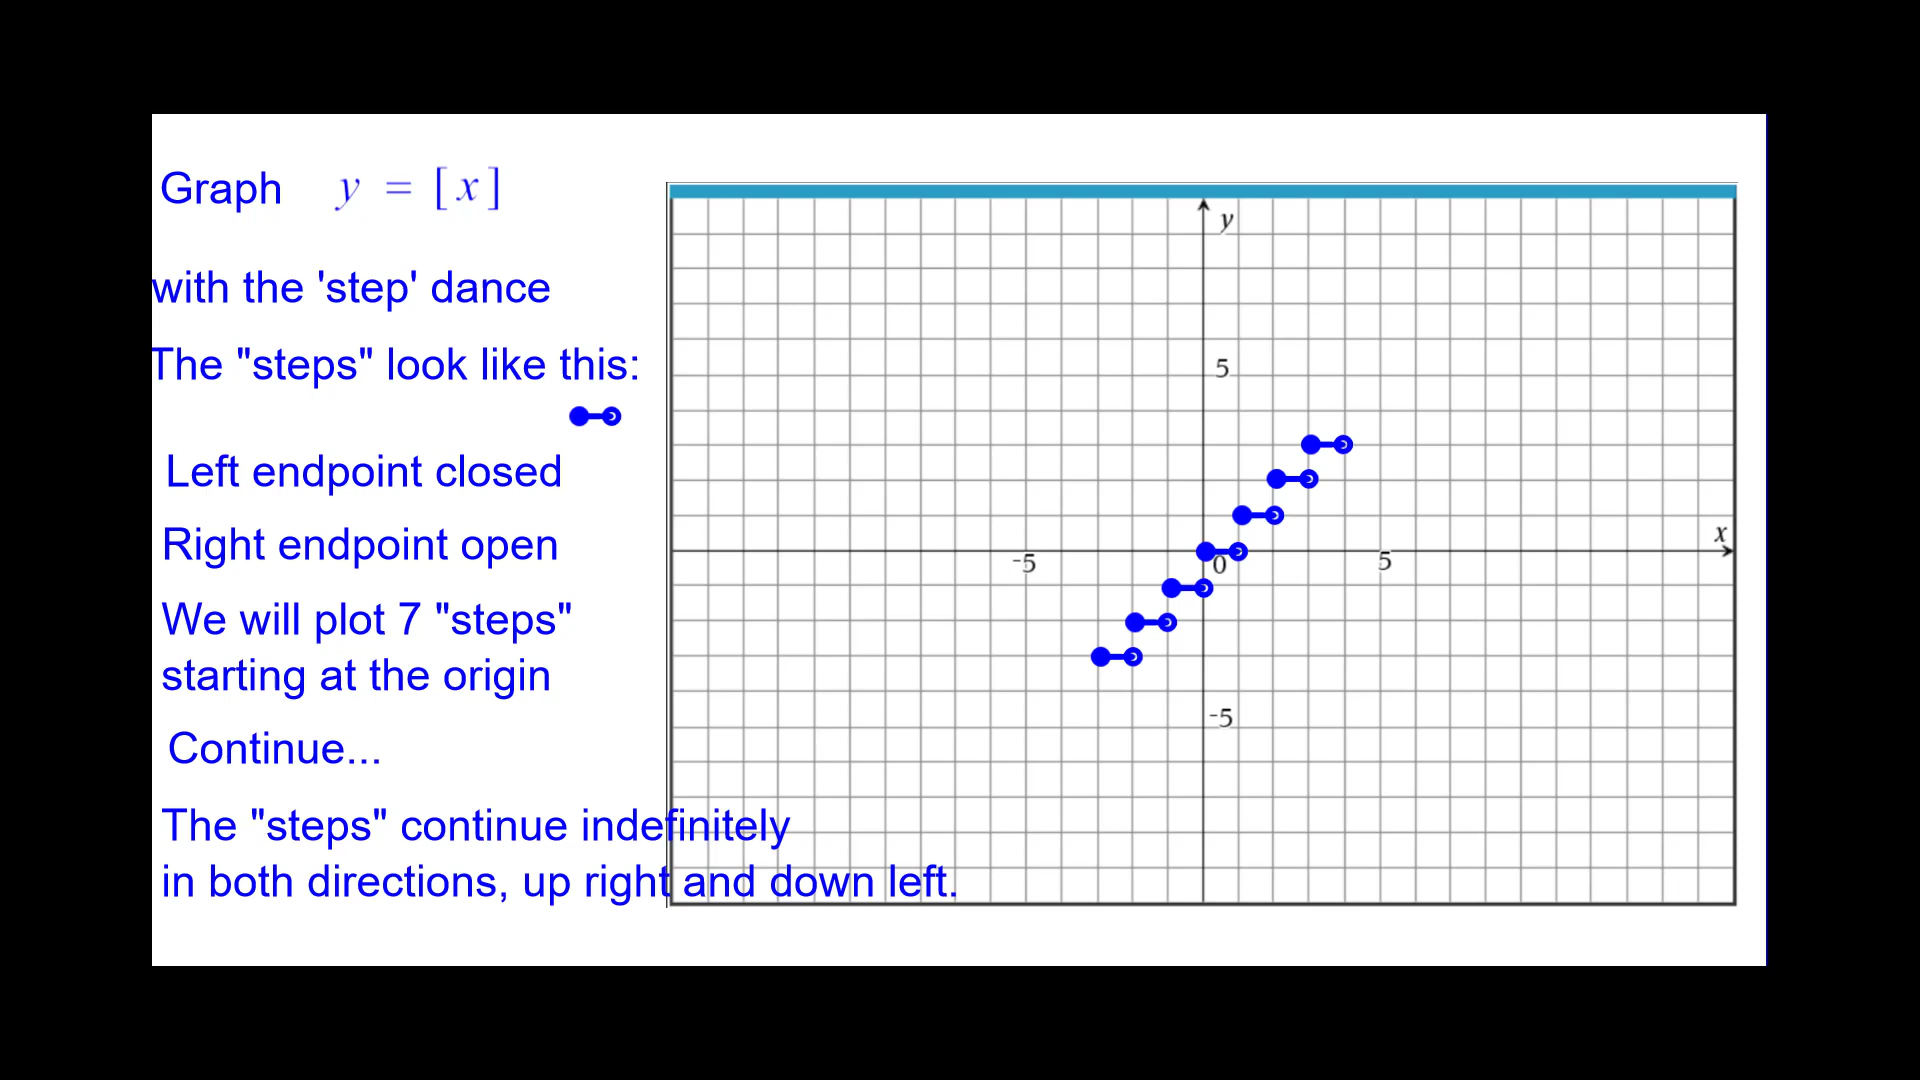 Graph y = [x]
with the 'step' dance
The "steps" look like this:
Left endpoint closed
Right endpoint open
We will plot 7 "steps"
starting at the origin
Continue...
The "steps" continue indefinitely
in both directions, up right and down left.
y
5
x
-5 0 5
-5